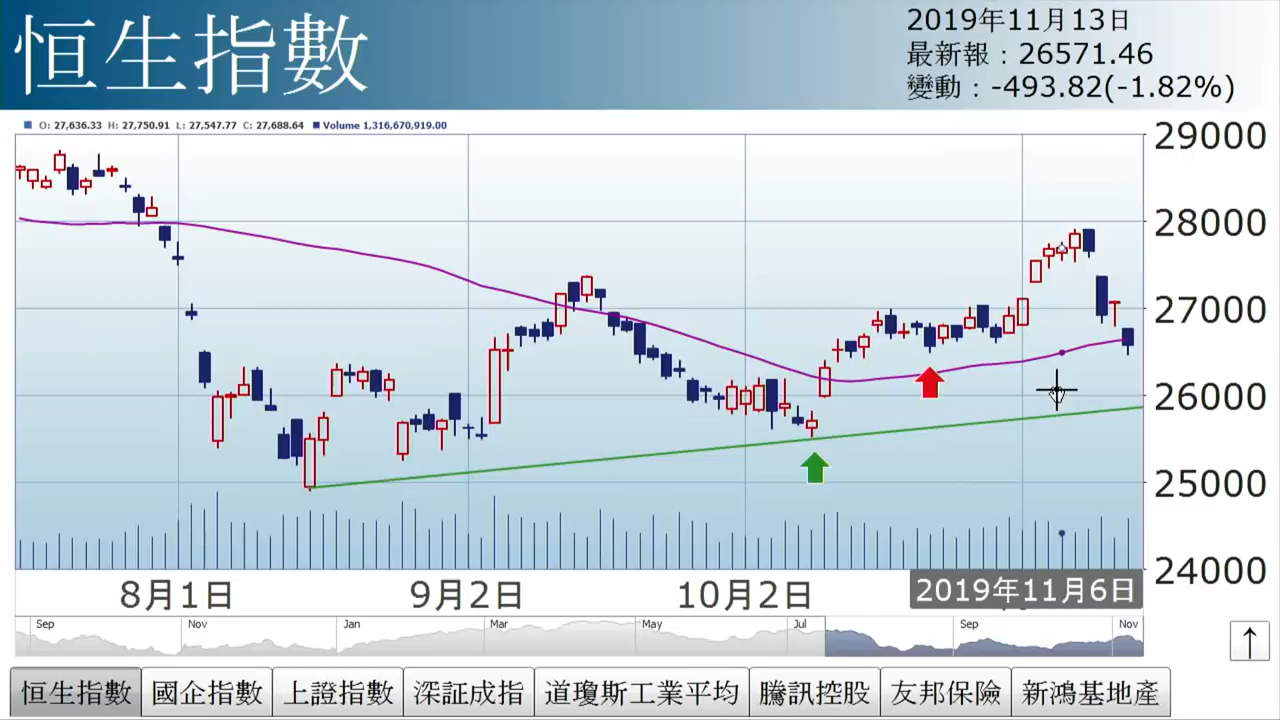 恒生指數
2019年11月13日
最新報：26571.46
變動：-493.82(-1.82%)
O: 27,636.33 H: 27,750.91 L: 27,547.77 C: 27,688.64 Volume 1,316,670,919.00
29000
28000
27000
26000
25000
24000
8月1日 9月2日 10月2日 2019年11月6日
Sep Nov Jan Mar May Jul Sep Nov
恒生指數 國企指數 上證指數 深証成指 道瓊斯工業平均 騰訊控股 友邦保險 新鴻基地產